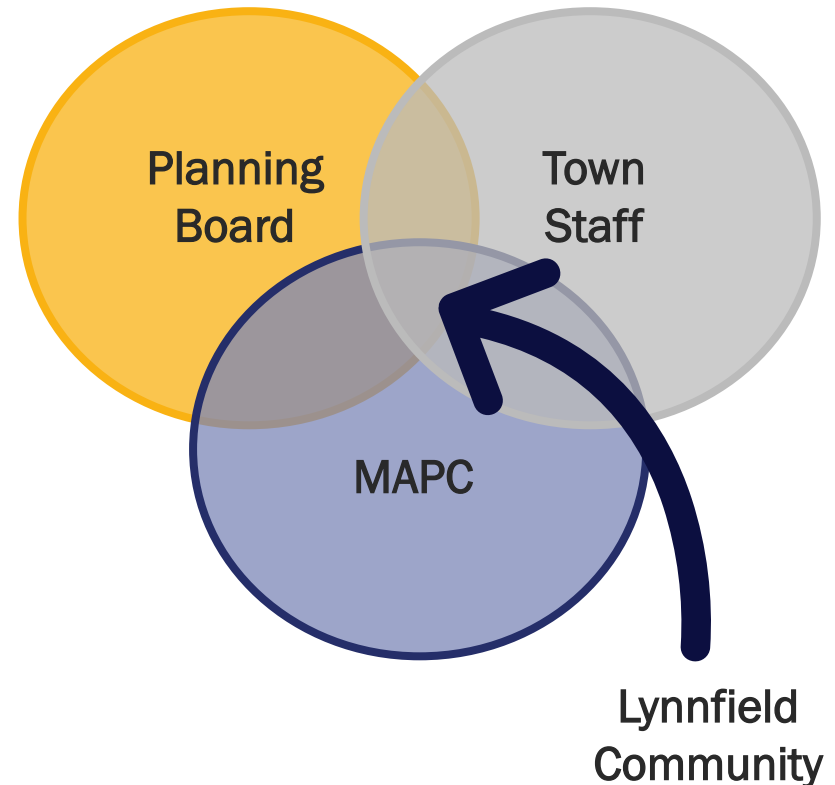 Planning
Board
Town
Staff
MAPC
Lynnfield
Community